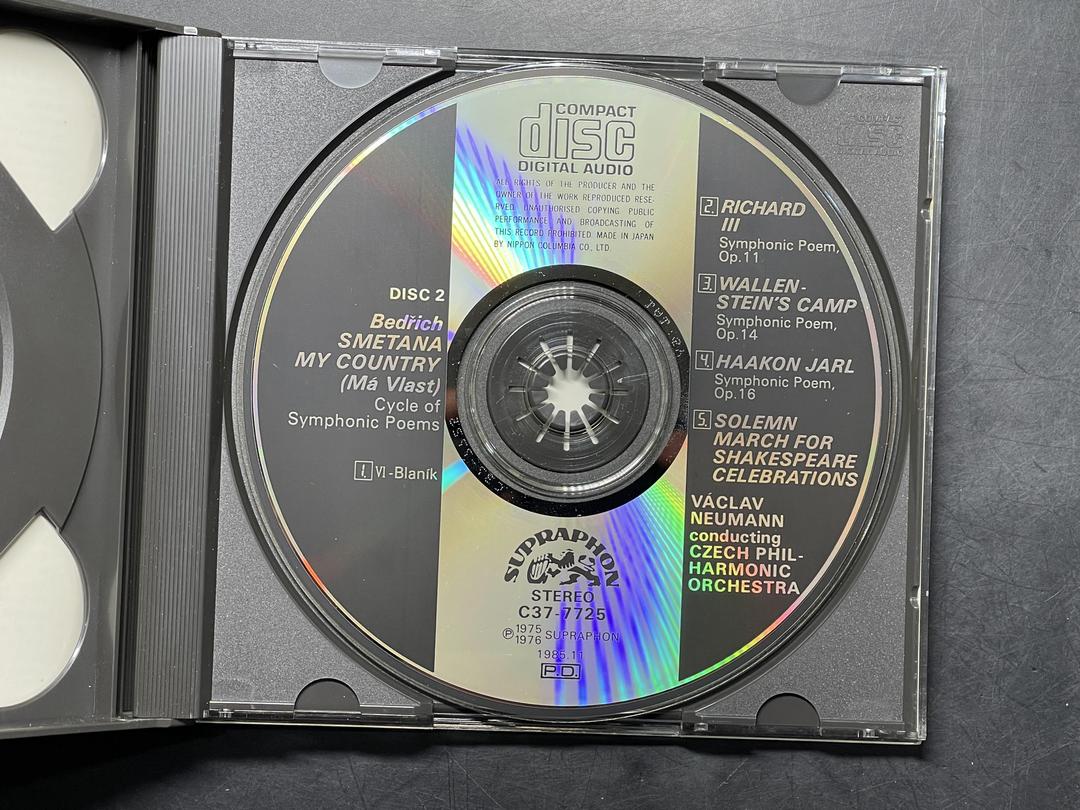 COMPACT
disc
DIGITAL AUDIO
ALL RIGHTS OF THE PRODUCER AND THE
OWNER OF THE WORK REPRODUCED RESE-
RVED. UNAUTHORISED COPYING PUBLIC
PERFORMANCE AND BROADCASTING OF
THIS RECORD PROHIBITED. MADE IN JAPAN
BY NIPPON COLUMBIA CO., LTD.
DISC 2
Bedřich
SMETANA
MY COUNTRY
(Má Vlast)
Cycle of
Symphonic Poems
1. VI-Blaník
2. RICHARD
III
Symphonic Poem,
Op.11
3. WALLEN-
STEIN'S CAMP
Symphonic Poem,
Op.14
4. HAAKON JARL
Symphonic Poem,
Op.16
5. SOLEMN
MARCH FOR
SHAKESPEARE
CELEBRATIONS
VÁCLAV
NEUMANN
conducting
CZECH PHIL-
HARMONIC
ORCHESTRA
SUPRAPHON
STEREO
C37-7725
Ⓟ 1975
1976 SUPRAPHON
1985.11
P.D.